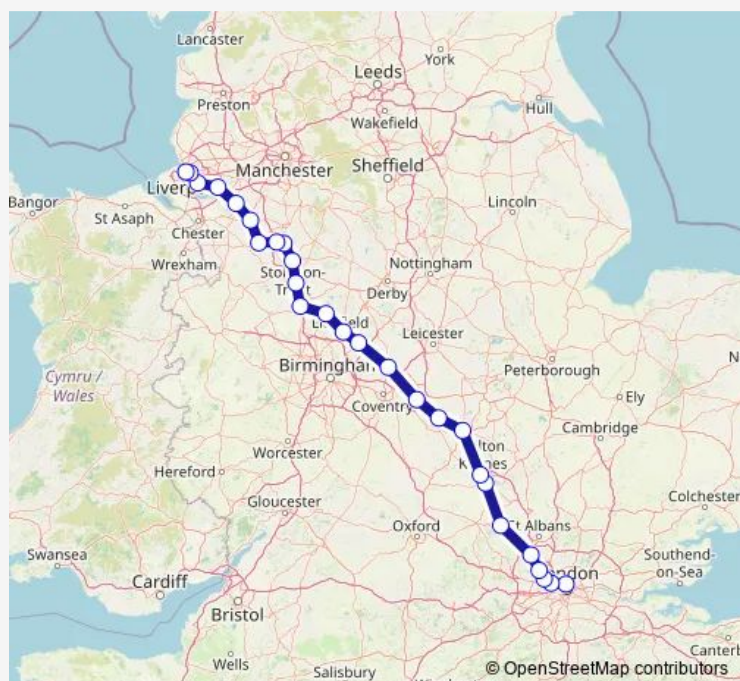 Lancaster
York
Leeds
Preston
Hull
Wakefield
Manchester
Sheffield
Liverp
Bangor
St Asaph
Lincoln
Chester
Wrexham
Nottingham
Derby
Leicester
Peterborough
N
Birmingham
Cymru /
Wales
Ely
Coventry
Cambridge
Worcester
Hereford
Gloucester
Colchester
Oxford
St Albans
Swansea
Southend-
on-Sea
Cardiff
Bristol
Canterb
Wells
Salisbury
© OpenStreetMap contributors